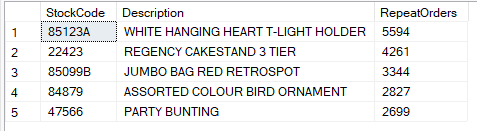 StockCode Description RepeatOrders
1 85123A WHITE HANGING HEART T-LIGHT HOLDER 5594
2 22423 REGENCY CAKESTAND 3 TIER 4261
3 85099B JUMBO BAG RED RETROSPOT 3344
4 84879 ASSORTED COLOUR BIRD ORNAMENT 2827
5 47566 PARTY BUNTING 2699